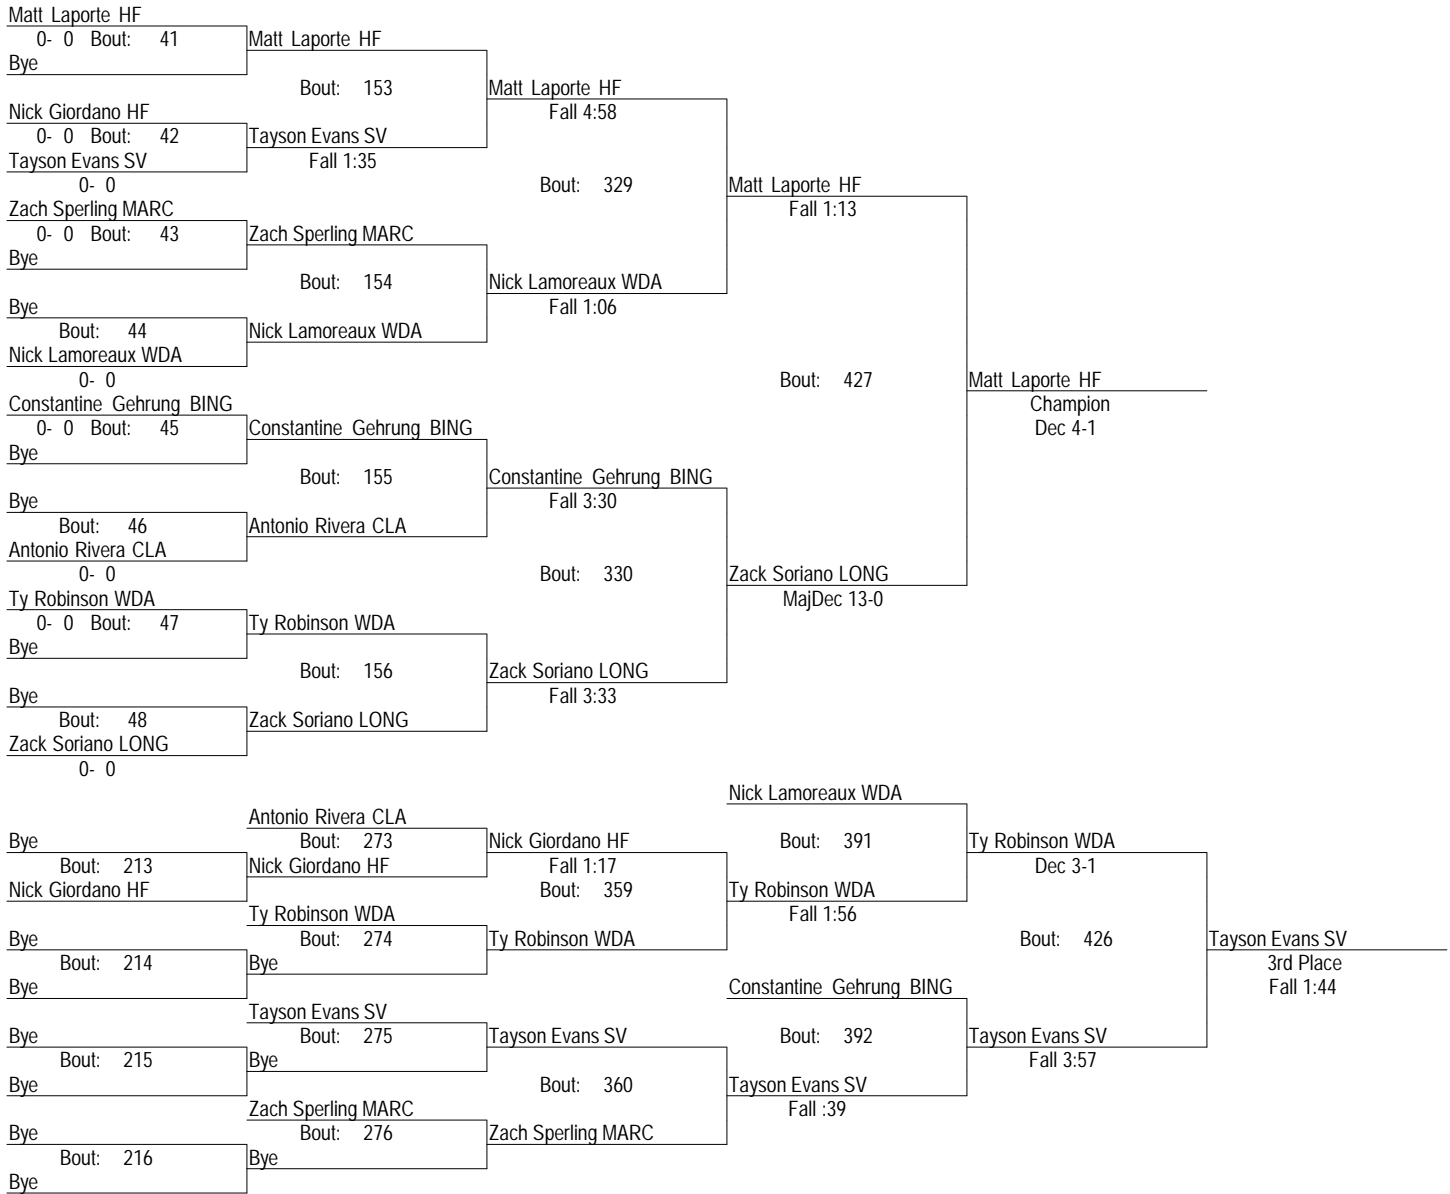 Matt Laporte HF
0- 0 Bout: 41 Matt Laporte HF
Bye
Bout: 153 Matt Laporte HF
Nick Giordano HF Fall 4:58
0- 0 Bout: 42 Tayson Evans SV
Tayson Evans SV Fall 1:35
0- 0 Bout: 329 Matt Laporte HF
Zach Sperling MARC Fall 1:13
0- 0 Bout: 43 Zach Sperling MARC
Bye
Bout: 154 Nick Lamoreaux WDA
Bye Fall 1:06
Bout: 44 Nick Lamoreaux WDA
Nick Lamoreaux WDA
0- 0 Bout: 427 Matt Laporte HF
Constantine Gehrung BING Champion
0- 0 Bout: 45 Constantine Gehrung BING Dec 4-1
Bye
Bout: 155 Constantine Gehrung BING
Bye Fall 3:30
Bout: 46 Antonio Rivera CLA
Antonio Rivera CLA
0- 0 Bout: 330 Zack Soriano LONG
Ty Robinson WDA MajDec 13-0
0- 0 Bout: 47 Ty Robinson WDA
Bye
Bout: 156 Zack Soriano LONG
Bye Fall 3:33
Bout: 48 Zack Soriano LONG
Zack Soriano LONG
0- 0
Nick Lamoreaux WDA
Antonio Rivera CLA
Bye Bout: 273 Nick Giordano HF Bout: 391 Ty Robinson WDA
Bout: 213 Nick Giordano HF Fall 1:17 Dec 3-1
Nick Giordano HF Bout: 359 Ty Robinson WDA
Ty Robinson WDA Fall 1:56
Bye Bout: 274 Ty Robinson WDA Bout: 426 Tayson Evans SV
Bout: 214 Bye 3rd Place
Bye Constantine Gehrung BING Fall 1:44
Tayson Evans SV
Bye Bout: 275 Tayson Evans SV Bout: 392 Tayson Evans SV
Bout: 215 Bye Fall 3:57
Bye Bout: 360 Tayson Evans SV
Zach Sperling MARC Fall :39
Bye Bout: 276 Zach Sperling MARC
Bout: 216 Bye
Bye